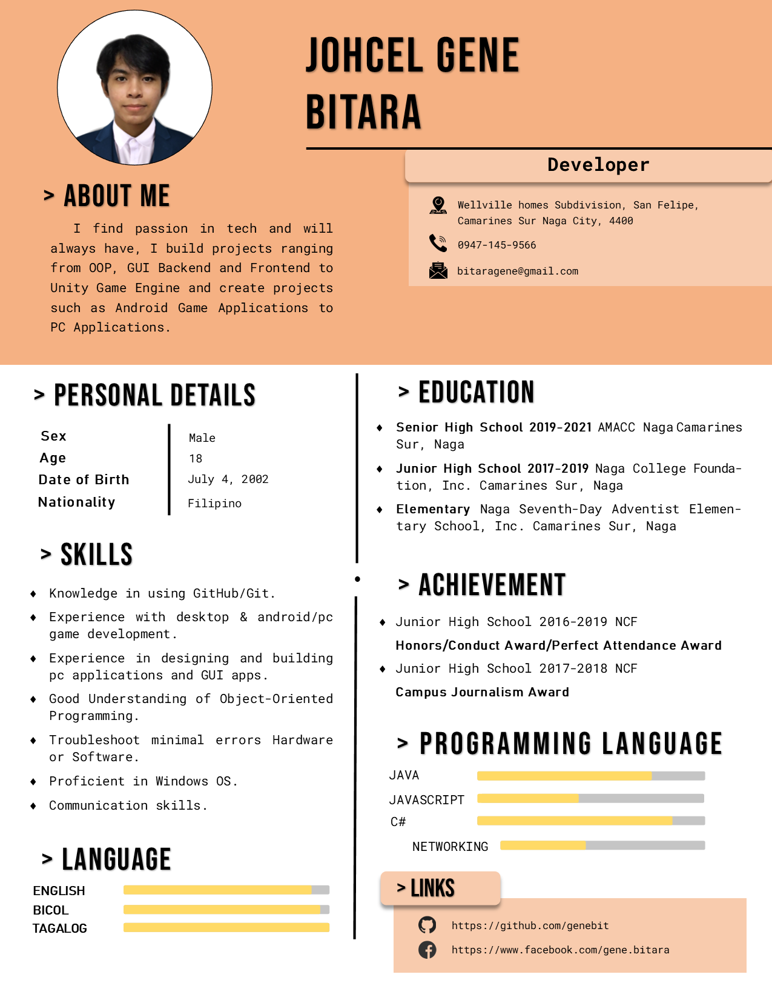 JOHCEL GENE
BITARA
Developer
Wellville homes Subdivision, San Felipe,
Camarines Sur Naga City, 4400
0947-145-9566
bitaragene@gmail.com
> ABOUT ME
I find passion in tech and will
always have, I build projects ranging
from OOP, GUI Backend and Frontend to
Unity Game Engine and create projects
such as Android Game Applications to
PC Applications.
> PERSONAL DETAILS
Sex Male
Age 18
Date of Birth July 4, 2002
Nationality Filipino
> SKILLS
♦ Knowledge in using GitHub/Git.
♦ Experience with desktop & android/pc
game development.
♦ Experience in designing and building
pc applications and GUI apps.
♦ Good Understanding of Object-Oriented
Programming.
♦ Troubleshoot minimal errors Hardware
or Software.
♦ Proficient in Windows OS.
♦ Communication skills.
> LANGUAGE
ENGLISH
BICOL
TAGALOG
> EDUCATION
♦ Senior High School 2019-2021 AMACC Naga Camarines
Sur, Naga
♦ Junior High School 2017-2019 Naga College Founda-
tion, Inc. Camarines Sur, Naga
♦ Elementary Naga Seventh-Day Adventist Elemen-
tary School, Inc. Camarines Sur, Naga
> ACHIEVEMENT
♦ Junior High School 2016-2019 NCF
Honors/Conduct Award/Perfect Attendance Award
♦ Junior High School 2017-2018 NCF
Campus Journalism Award
> PROGRAMMING LANGUAGE
JAVA
JAVASCRIPT
C#
NETWORKING
> LINKS
https://github.com/genebit
https://www.facebook.com/gene.bitara